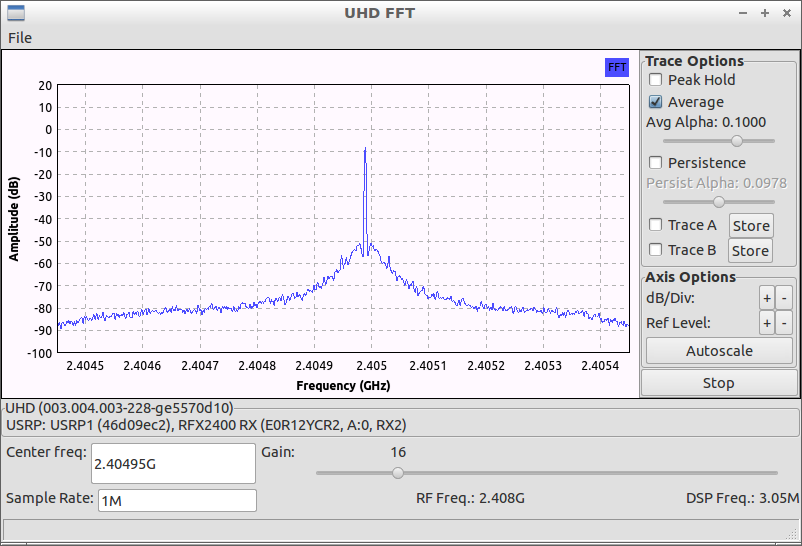 UHD FFT
File
FFT
20
10
0
-10
-20
-30
-40
-50
-60
-70
-80
-90
-100
Amplitude (dB)
2.4045 2.4046 2.4047 2.4048 2.4049 2.405 2.4051 2.4052 2.4053 2.4054
Frequency (GHz)
Trace Options
Peak Hold
Average
Avg Alpha: 0.1000
Persistence
Persist Alpha: 0.0978
Trace A Store
Trace B Store
Axis Options
dB/Div: + -
Ref Level: + -
Autoscale
Stop
UHD (003.004.003-228-ge5570d10)
USRP: USRP1 (46d09ec2), RFX2400 RX (E0R12YCR2, A:0, RX2)
Center freq: 2.40495G Gain: 16
Sample Rate: 1M RF Freq.: 2.408G DSP Freq.: 3.05M